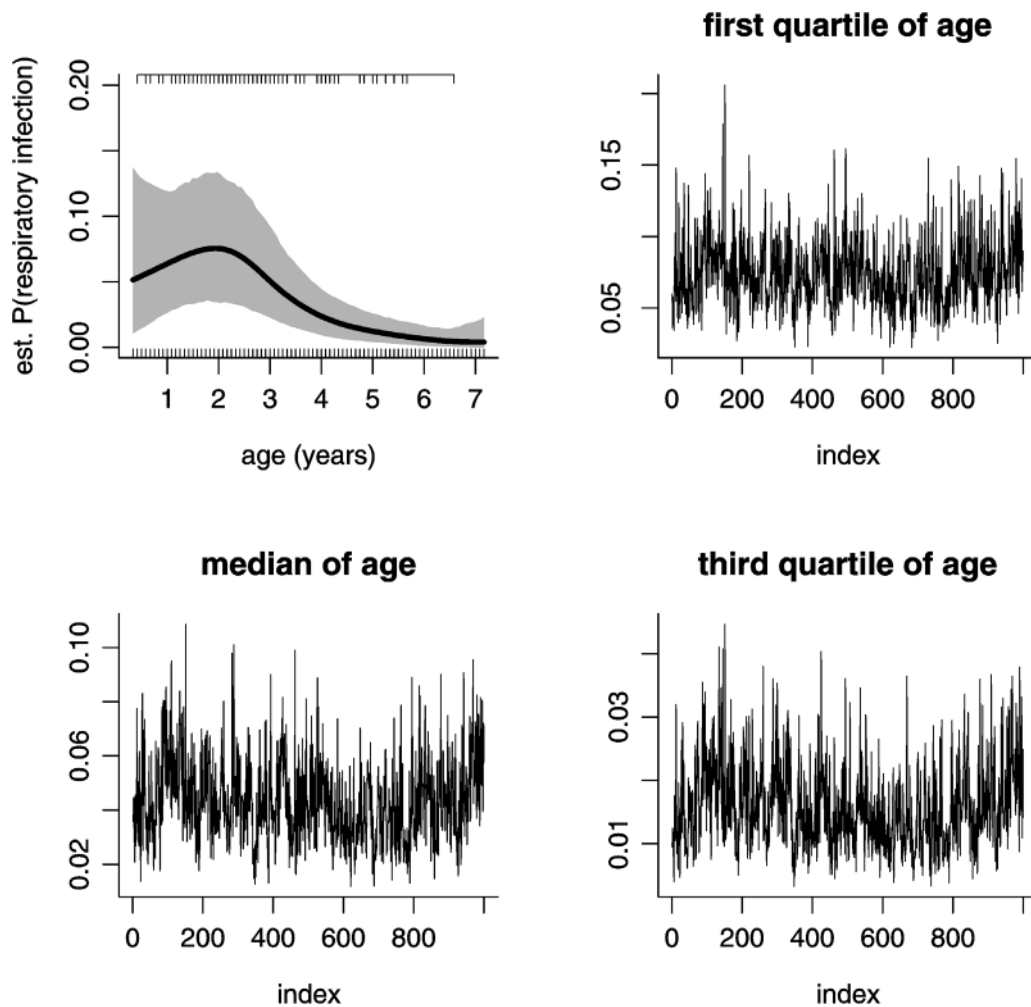 est. P(respiratory infection)
0.20
0.10
0.00
1 2 3 4 5 6 7
age (years)
first quartile of age
0.15
0.05
0 200 400 600 800
index
median of age
0.10
0.06
0.02
0 200 400 600 800
index
third quartile of age
0.03
0.01
0 200 400 600 800
index